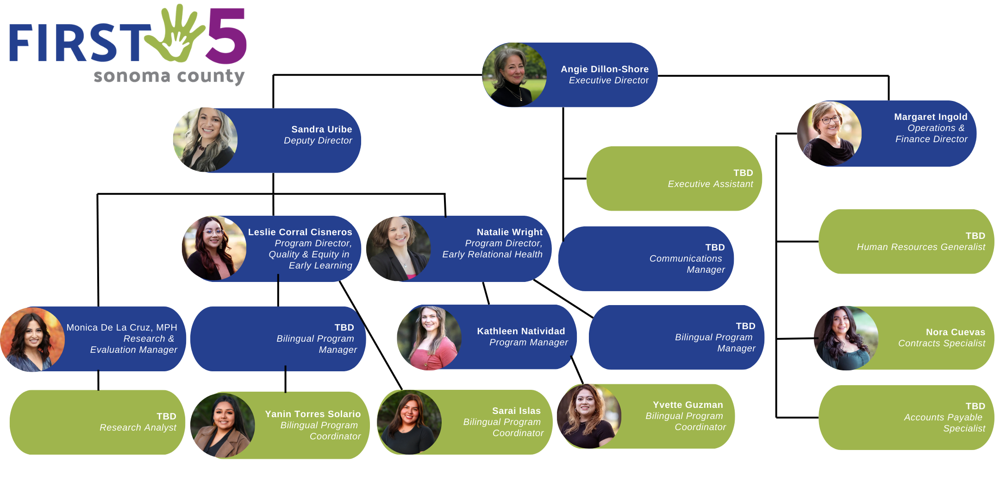 FIRST 5
sonoma county
Angie Dillon-Shore
Executive Director
Sandra Uribe
Deputy Director
Margaret Ingold
Operations &
Finance Director
TBD
Executive Assistant
Leslie Corral Cisneros
Program Director,
Quality & Equity in
Early Learning
Natalie Wright
Program Director,
Early Relational Health
TBD
Communications
Manager
TBD
Human Resources Generalist
Monica De La Cruz, MPH
Research &
Evaluation Manager
TBD
Bilingual Program
Manager
Kathleen Natividad
Program Manager
TBD
Bilingual Program
Manager
Nora Cuevas
Contracts Specialist
TBD
Research Analyst
Yanin Torres Solario
Bilingual Program
Coordinator
Sarai Islas
Bilingual Program
Coordinator
Yvette Guzman
Bilingual Program
Coordinator
TBD
Accounts Payable
Specialist